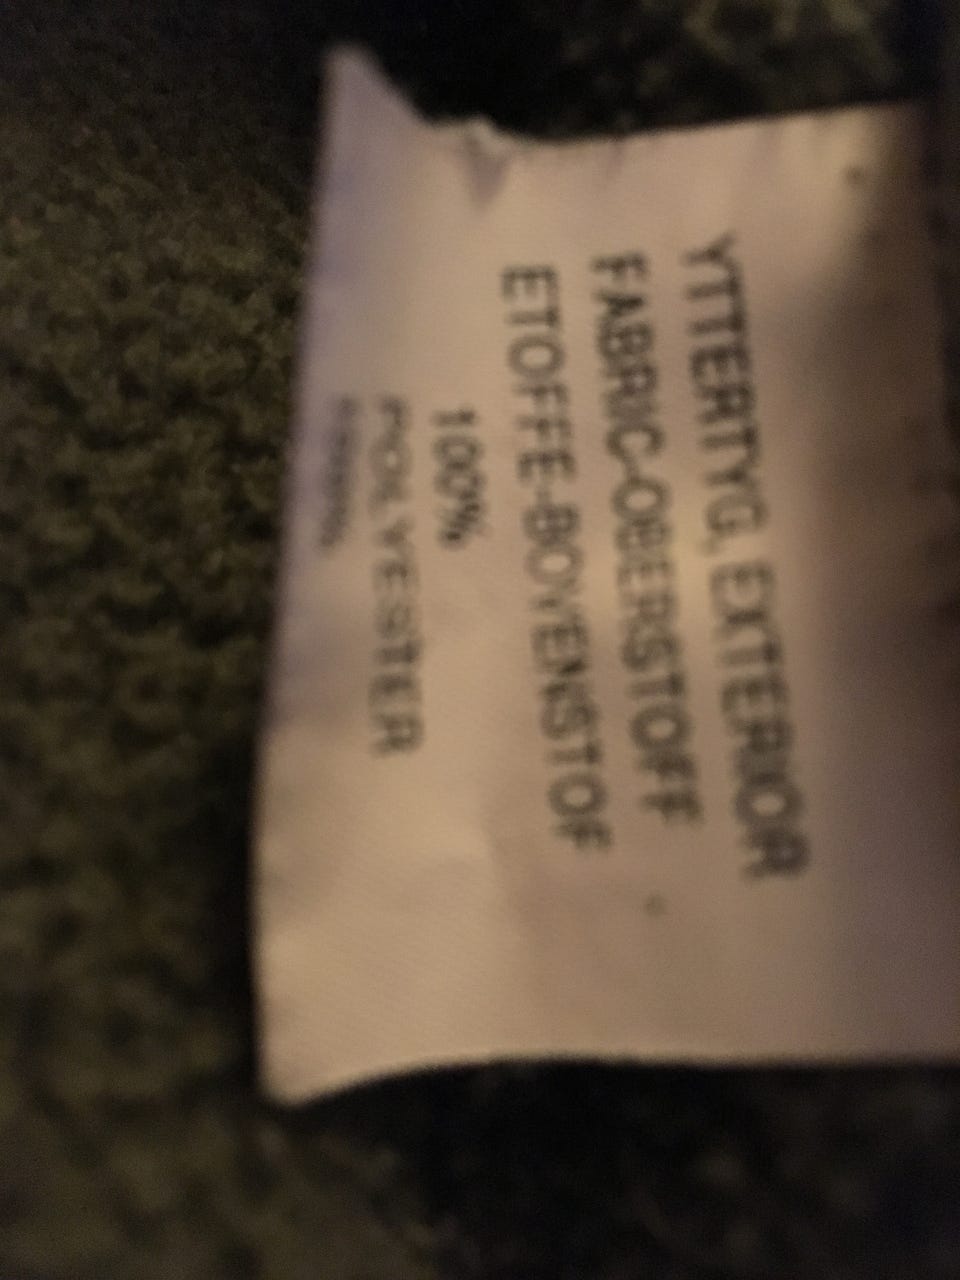 YTTERTYG, EXTERIOR
FABRIC-OBERSTOFF
ETOFFE-BOVENSTOF
100%
POLYESTER